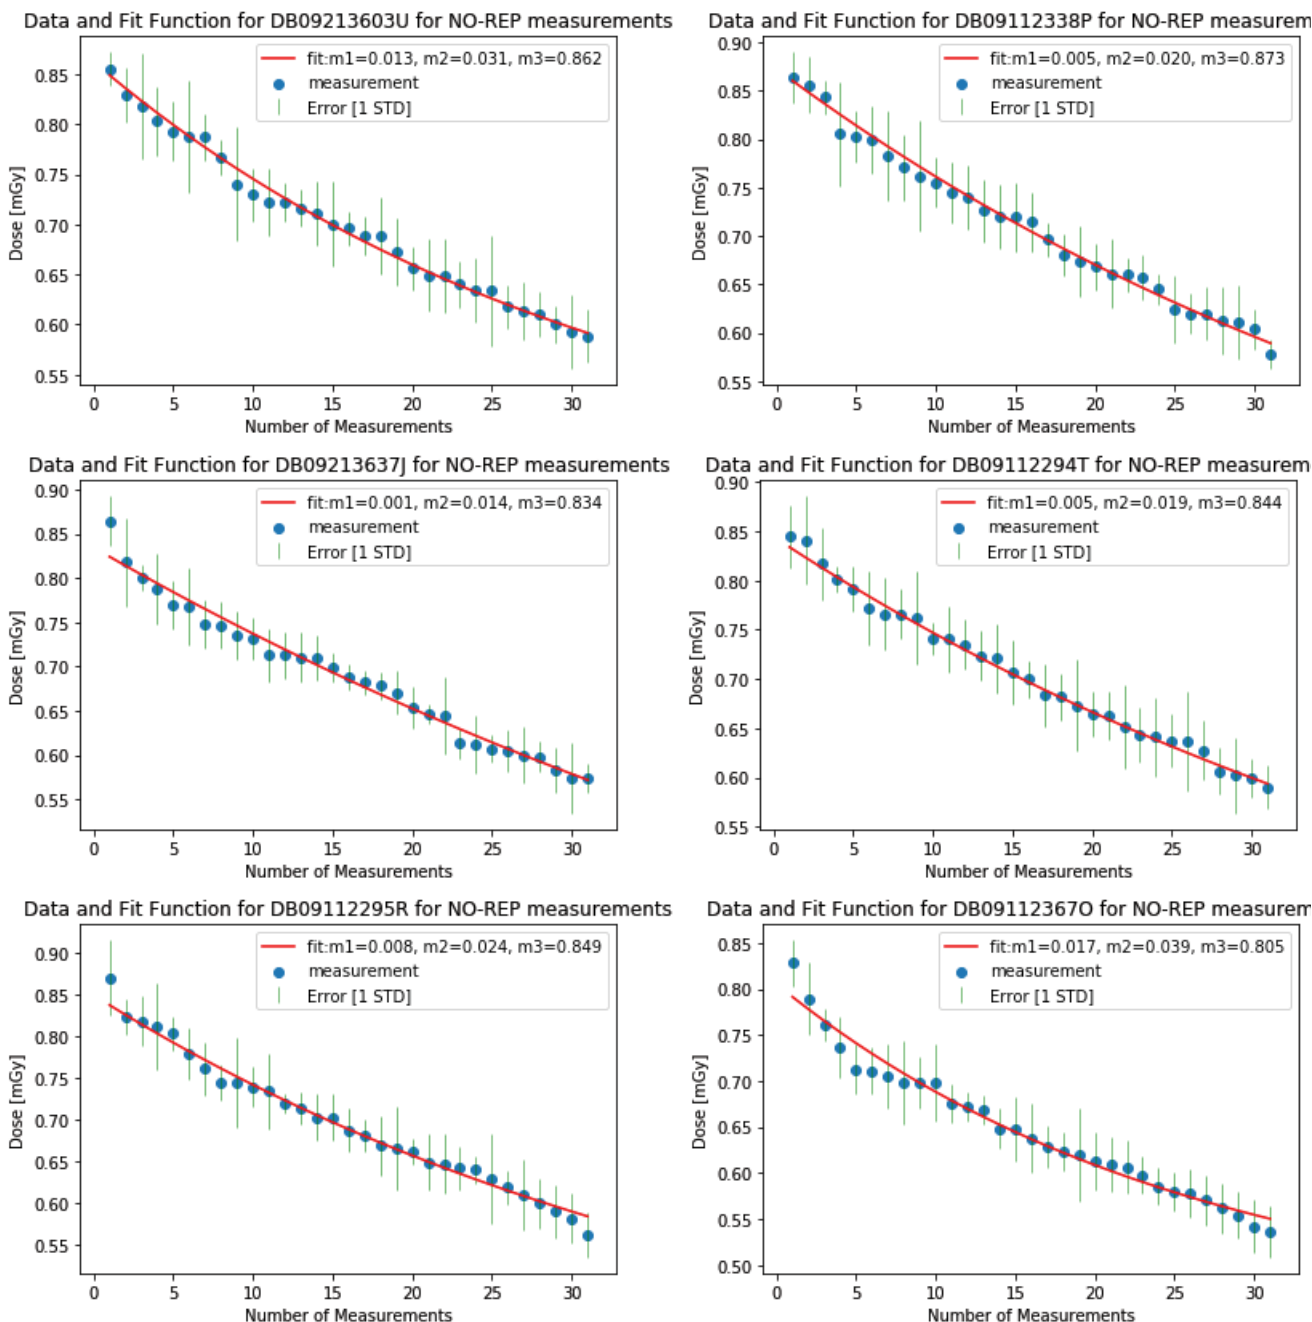 Data and Fit Function for DB09213603U for NO-REP measurements
fit:m1=0.013, m2=0.031, m3=0.862
measurement
Error [1 STD]
Dose [mGy]
0.85
0.80
0.75
0.70
0.65
0.60
0.55
0 5 10 15 20 25 30
Number of Measurements
Data and Fit Function for DB09112338P for NO-REP measurem
fit:m1=0.005, m2=0.020, m3=0.873
measurement
Error [1 STD]
Dose [mGy]
0.90
0.85
0.80
0.75
0.70
0.65
0.60
0.55
0 5 10 15 20 25 30
Number of Measurements
Data and Fit Function for DB09213637J for NO-REP measurements
fit:m1=0.001, m2=0.014, m3=0.834
measurement
Error [1 STD]
Dose [mGy]
0.90
0.85
0.80
0.75
0.70
0.65
0.60
0.55
0 5 10 15 20 25 30
Number of Measurements
Data and Fit Function for DB09112294T for NO-REP measurem
fit:m1=0.005, m2=0.019, m3=0.844
measurement
Error [1 STD]
Dose [mGy]
0.90
0.85
0.80
0.75
0.70
0.65
0.60
0.55
0 5 10 15 20 25 30
Number of Measurements
Data and Fit Function for DB09112295R for NO-REP measurements
fit:m1=0.008, m2=0.024, m3=0.849
measurement
Error [1 STD]
Dose [mGy]
0.90
0.85
0.80
0.75
0.70
0.65
0.60
0.55
0 5 10 15 20 25 30
Number of Measurements
Data and Fit Function for DB09112367O for NO-REP measurem
fit:m1=0.017, m2=0.039, m3=0.805
measurement
Error [1 STD]
Dose [mGy]
0.85
0.80
0.75
0.70
0.65
0.60
0.55
0.50
0 5 10 15 20 25 30
Number of Measurements